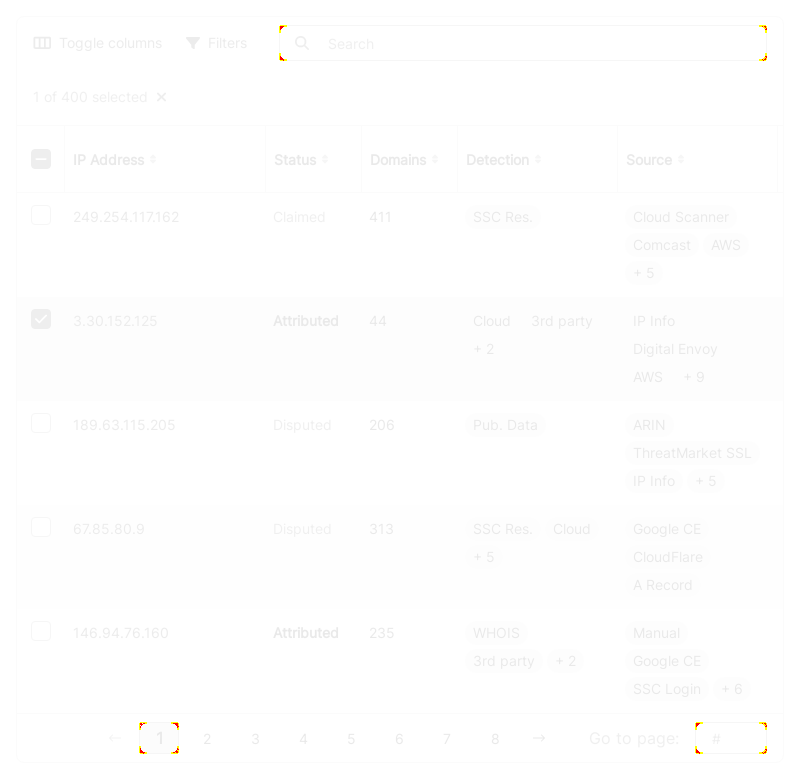 Toggle columns Filters Search
1 of 400 selected ×
IP Address Status Domains Detection Source
249.254.117.162 Claimed 411 SSC Res. Cloud Scanner
Comcast AWS
+ 5
3.30.152.125 Attributed 44 Cloud 3rd party IP Info
+ 2 Digital Envoy
AWS + 9
189.63.115.205 Disputed 206 Pub. Data ARIN
ThreatMarket SSL
IP Info + 5
67.85.80.9 Disputed 313 SSC Res. Cloud Google CE
+ 5 CloudFlare
A Record
146.94.76.160 Attributed 235 WHOIS Manual
3rd party + 2 Google CE
SSC Login + 6
← 1 2 3 4 5 6 7 8 → Go to page: #